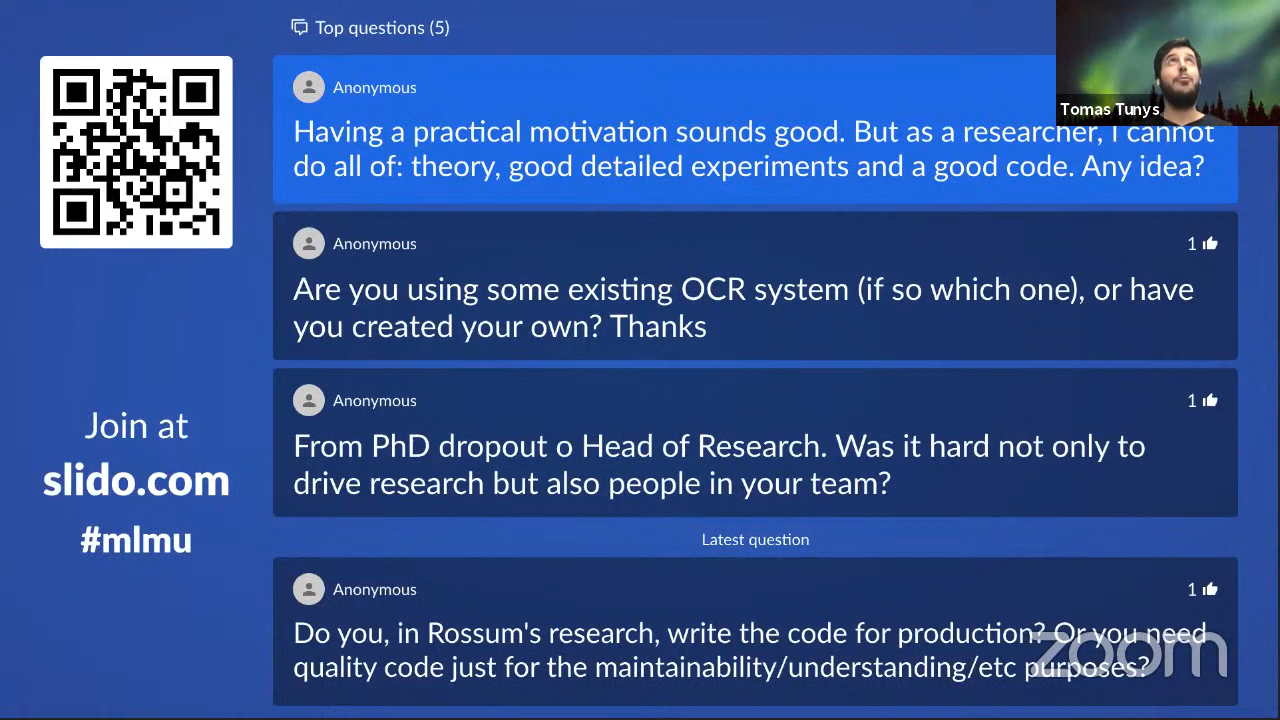 Top questions (5)
Anonymous
Tomas Tunys
Having a practical motivation sounds good. But as a researcher, I cannot
do all of: theory, good detailed experiments and a good code. Any idea?
Anonymous
1
Are you using some existing OCR system (if so which one), or have
you created your own? Thanks
Anonymous
1
From PhD dropout o Head of Research. Was it hard not only to
drive research but also people in your team?
Join at
slido.com
#mlmu
Latest question
Anonymous
1
Do you, in Rossum's research, write the code for production? Or you need
quality code just for the maintainability/understanding/etc purposes?
zoom